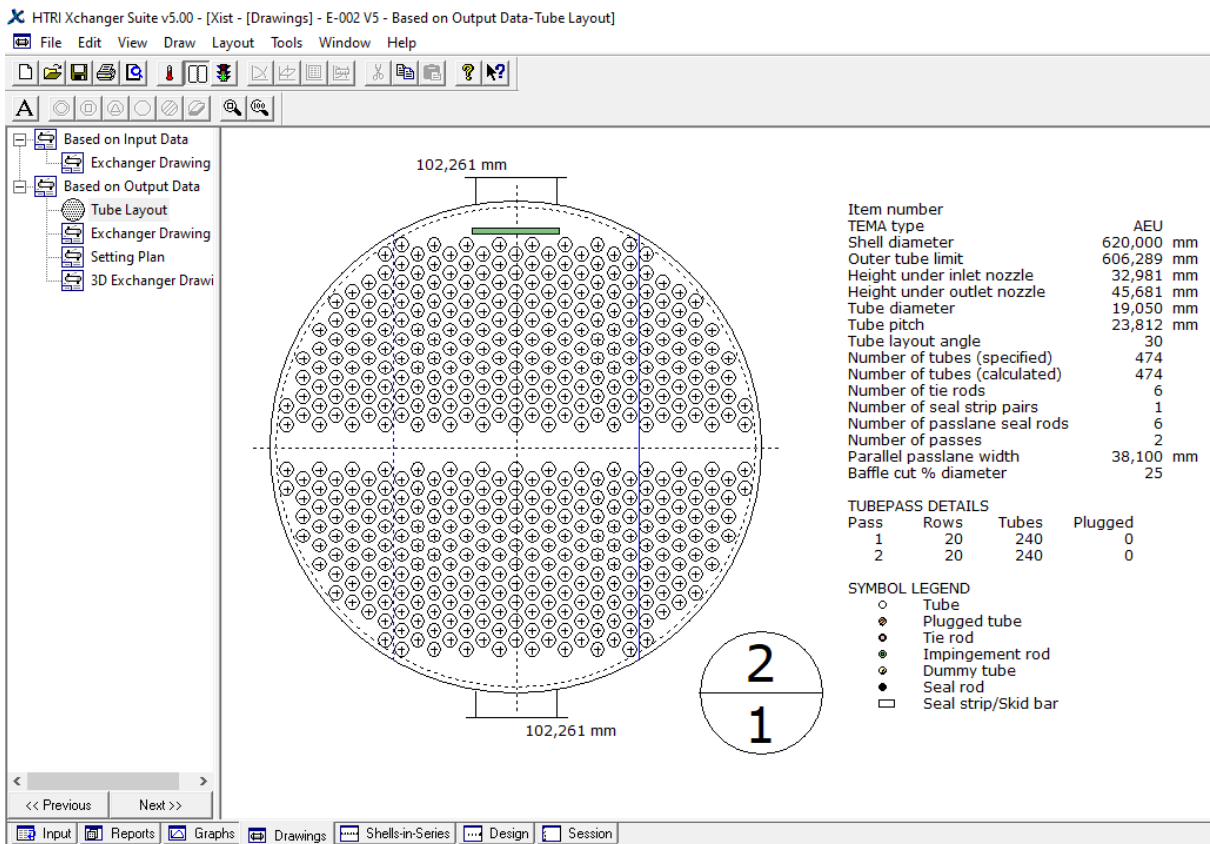 HTRI Xchanger Suite v5.00 - [Xist - [Drawings] - E-002 V5 - Based on Output Data-Tube Layout]
File Edit View Draw Layout Tools Window Help
A
100
Based on Input Data
Exchanger Drawing
Based on Output Data
Tube Layout
Exchanger Drawing
Setting Plan
3D Exchanger Drawi
<< Previous Next >>
102,261 mm
102,261 mm
Item number
TEMA type AEU
Shell diameter 620,000 mm
Outer tube limit 606,289 mm
Height under inlet nozzle 32,981 mm
Height under outlet nozzle 45,681 mm
Tube diameter 19,050 mm
Tube pitch 23,812 mm
Tube layout angle 30
Number of tubes (specified) 474
Number of tubes (calculated) 474
Number of tie rods 6
Number of seal strip pairs 1
Number of passlane seal rods 6
Number of passes 2
Parallel passlane width 38,100 mm
Baffle cut % diameter 25
TUBEPASS DETAILS
Pass Rows Tubes Plugged
1 20 240 0
2 20 240 0
SYMBOL LEGEND
Tube
Plugged tube
Tie rod
Impingement rod
Dummy tube
Seal rod
Seal strip/Skid bar
2
1
Input Reports Graphs Drawings Shells-in-Series Design Session